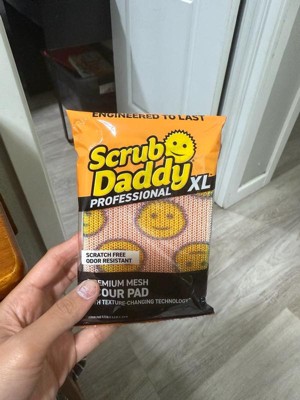 ENGINEERED TO LAST
Scrub
Daddy XL
PROFESSIONAL
SCRATCH FREE
ODOR RESISTANT
EMIUM MESH
OUR PAD
H TEXTURE-CHANGING TECHNOLOGY